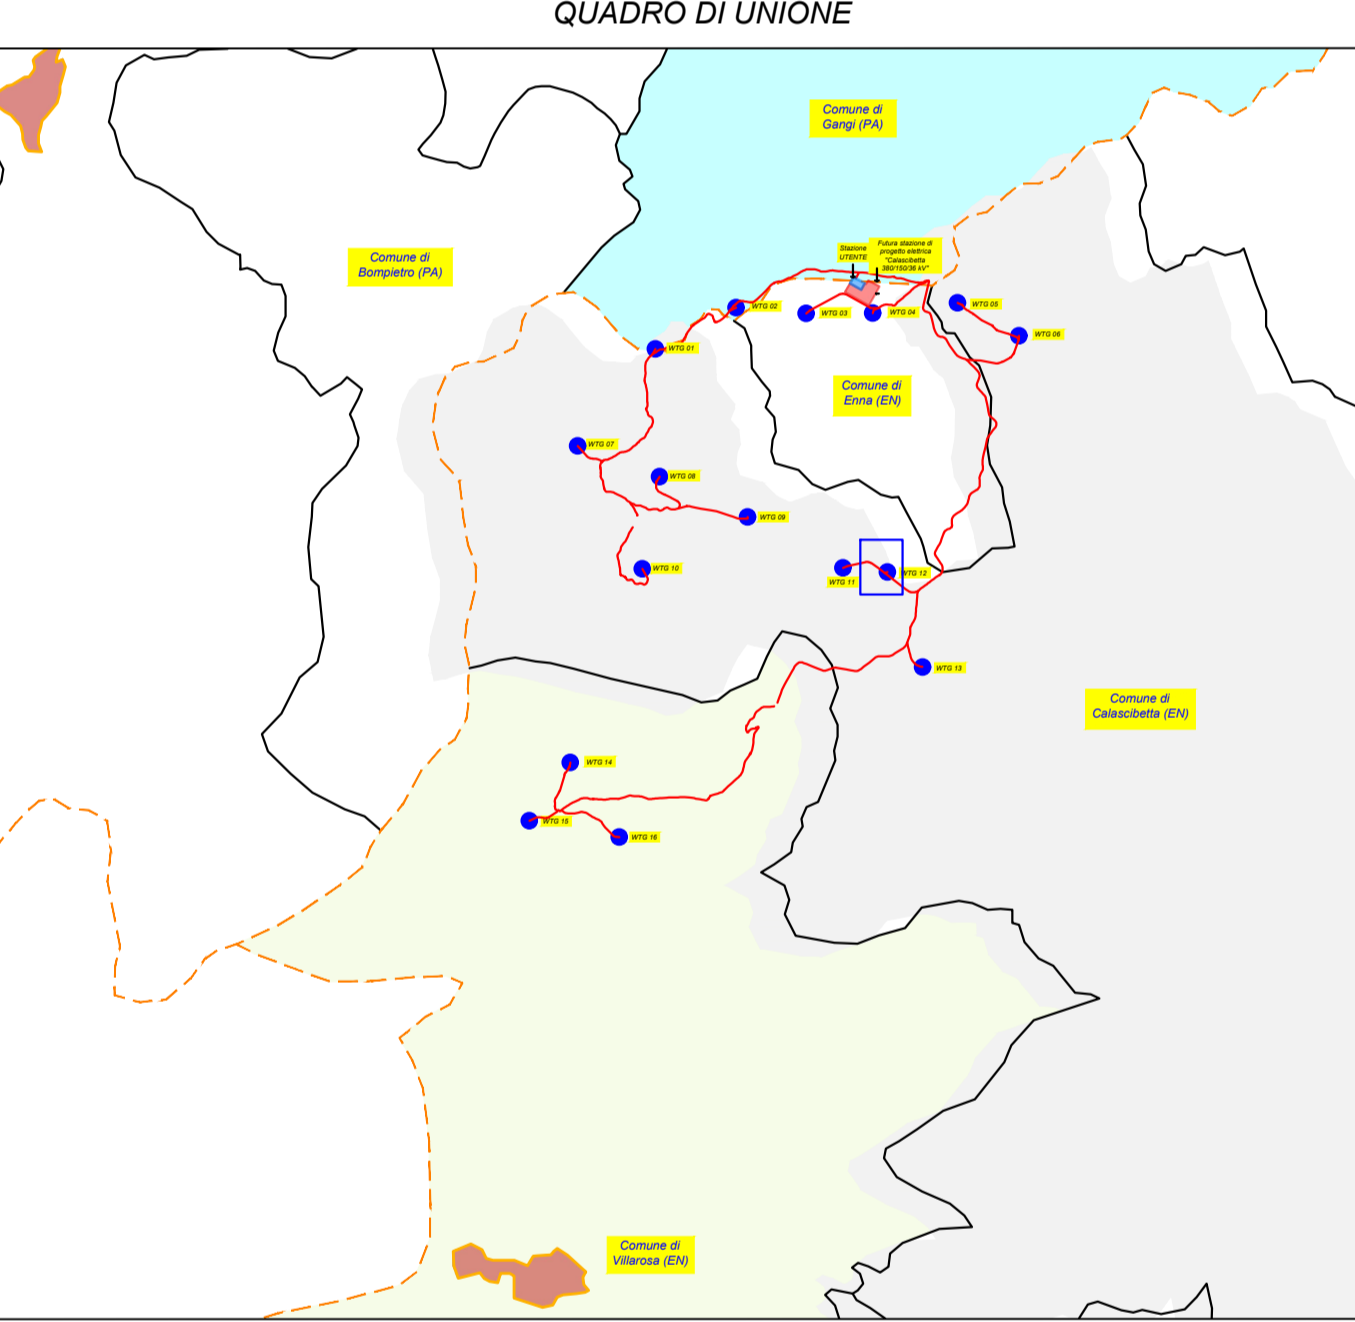 QUADRO DI UNIONE
Comune di
Gangi (PA)
Comune di
Bompietro (PA)
Stazione
UTENTE
Futura stazione di
progetto elettrica
"Calascibetta
380/150/36 kV"
WTG 02
WTG 03
WTG 04
WTG 05
WTG 06
WTG 01
Comune di
Enna (EN)
WTG 07
WTG 08
WTG 09
WTG 10
WTG 11
WTG 12
WTG 13
Comune di
Calascibetta (EN)
WTG 14
WTG 15
WTG 16
Comune di
Villarosa (EN)